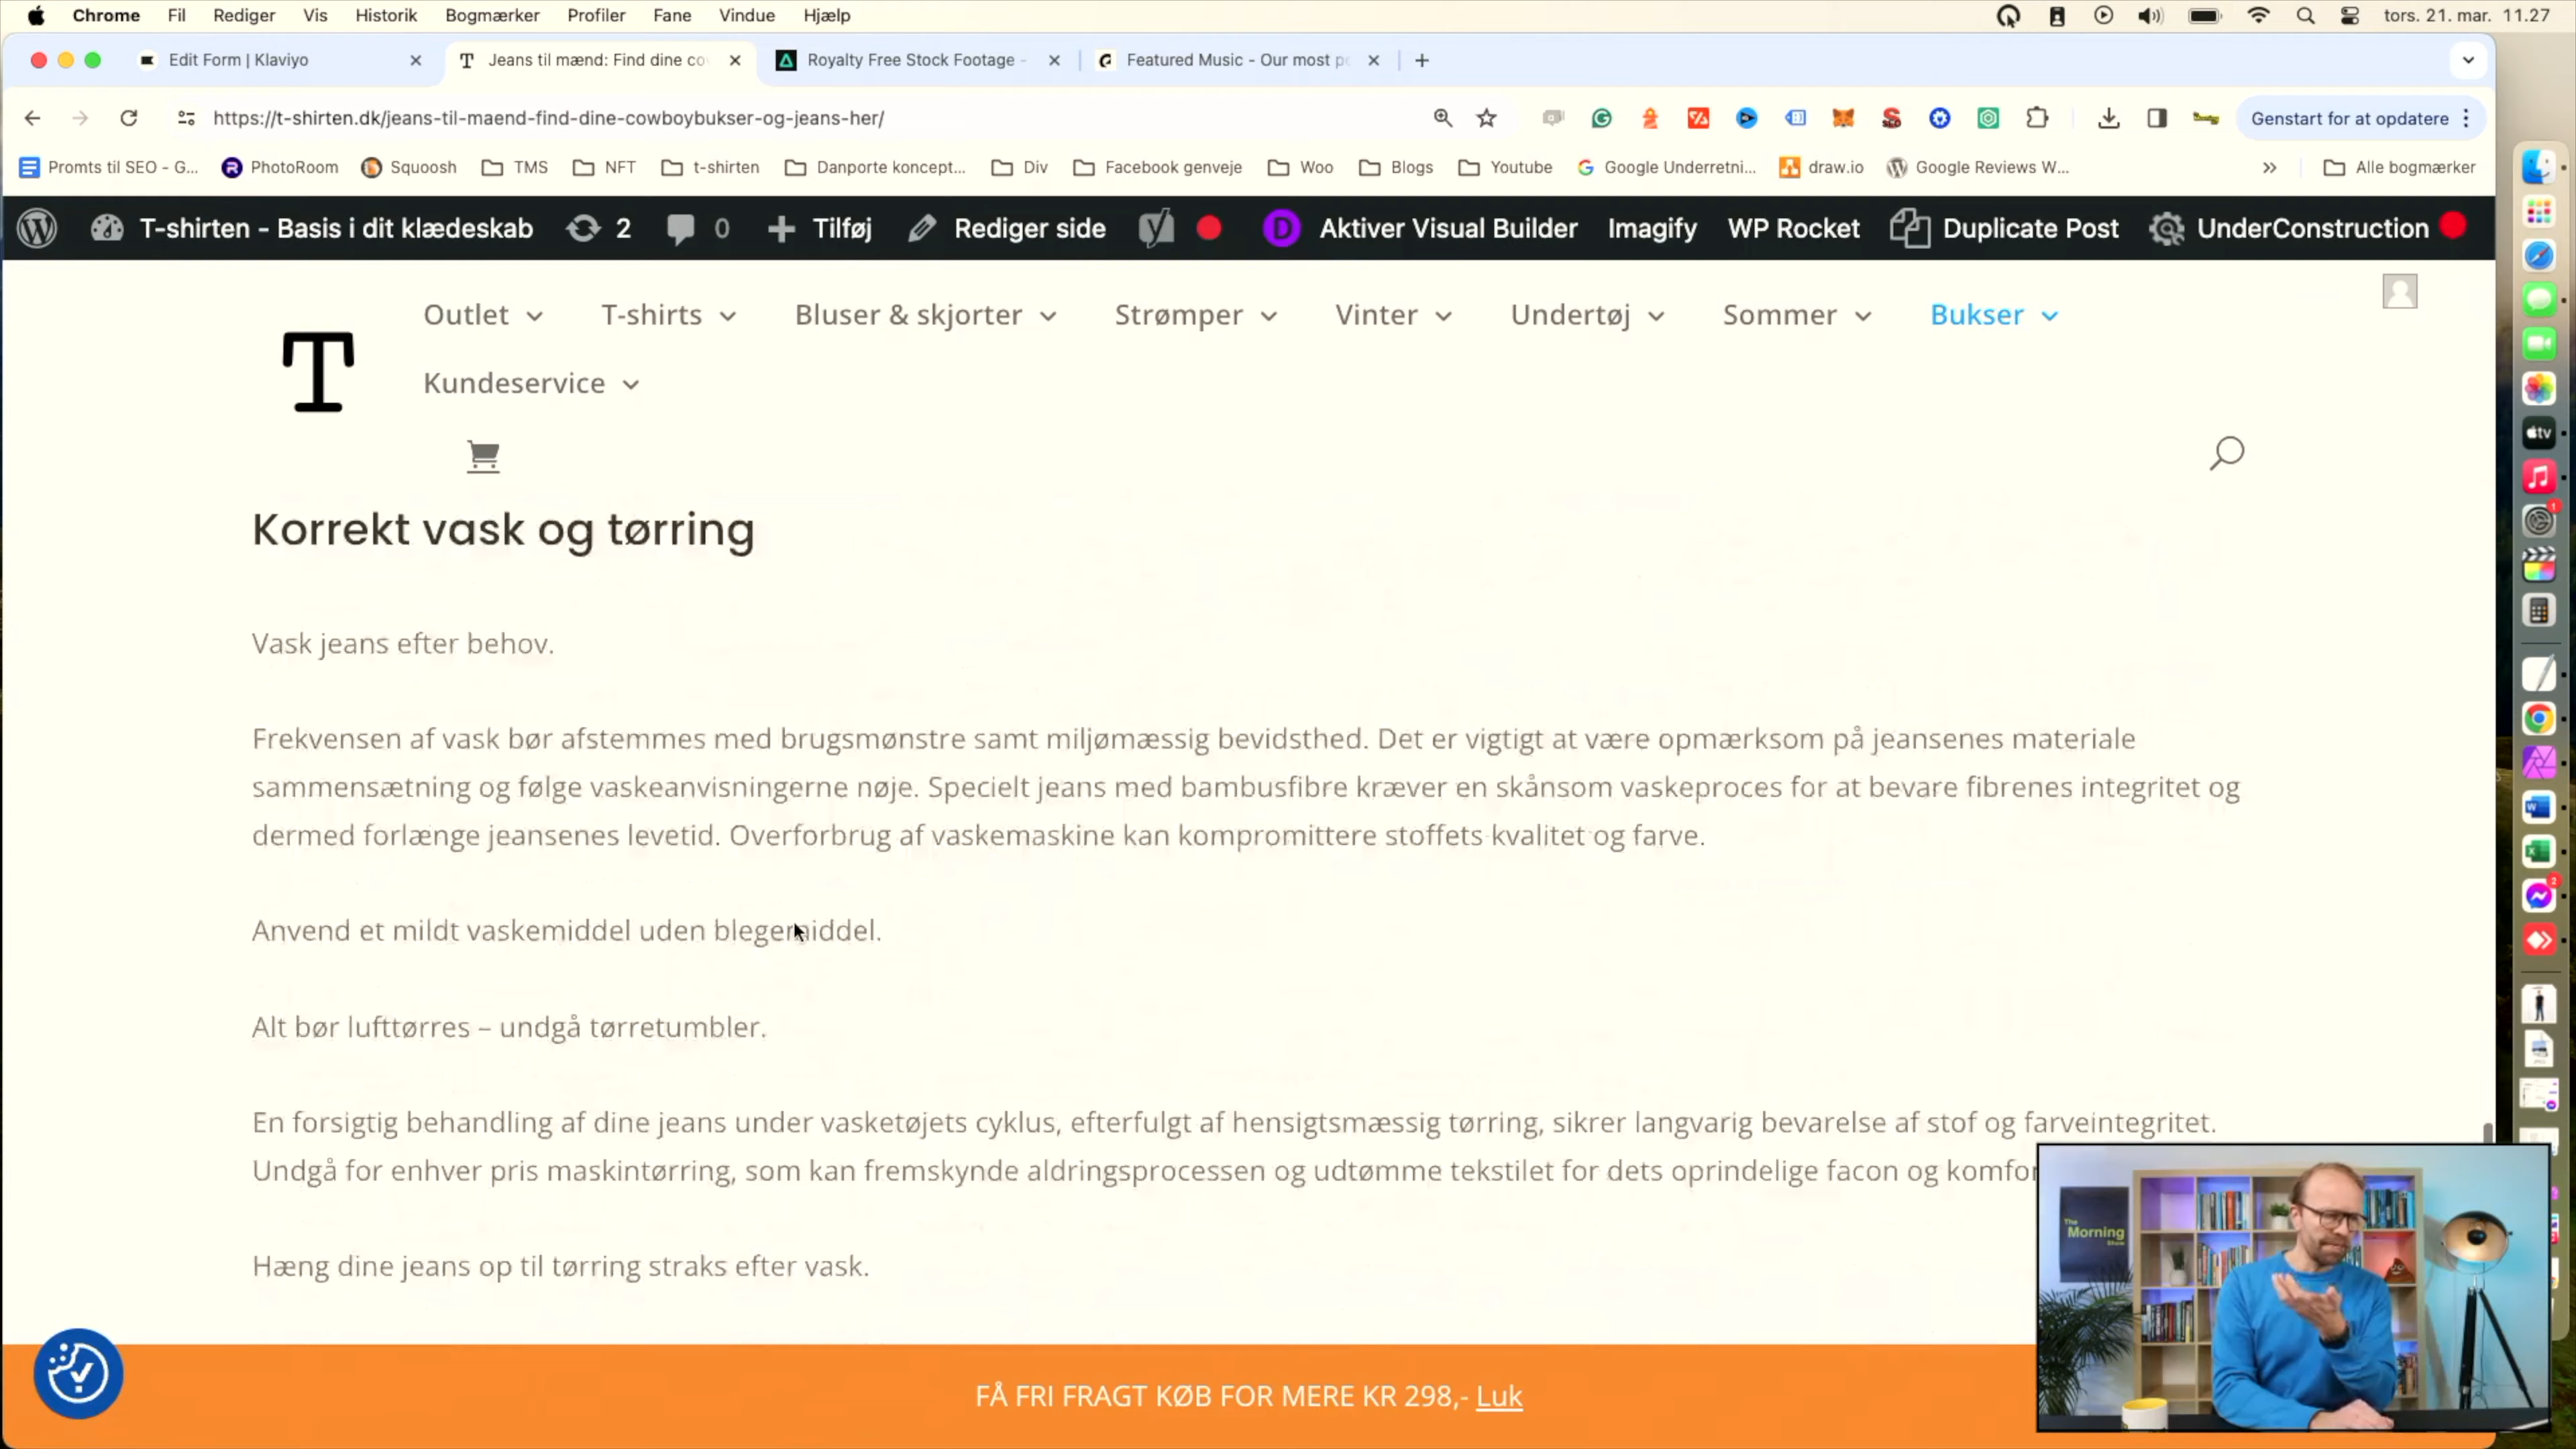 Chrome Fil Rediger Vis Historik Bogmærker Profiler Fane Vindue Hjælp tors. 21. mar. 11.27
Edit Form | Klaviyo
Jeans til mænd: Find dine co
Royalty Free Stock Footage -
Featured Music - Our most p
https://t-shirten.dk/jeans-til-maend-find-dine-cowboybukser-og-jeans-her/
Genstart for at opdatere
Promts til SEO - G... PhotoRoom Squoosh TMS NFT t-shirten Danporte koncept... Div Facebook genveje Woo Blogs Youtube Google Underretni... draw.io Google Reviews W... » Alle bogmærker
T-shirten - Basis i dit klædeskab 2 0 Tilføj Rediger side Aktiver Visual Builder Imagify WP Rocket Duplicate Post UnderConstruction
Outlet T-shirts Bluser & skjorter Strømper Vinter Undertøj Sommer Bukser
T
Kundeservice
Korrekt vask og tørring
Vask jeans efter behov.
Frekvensen af vask bør afstemmes med brugsmønstre samt miljømæssig bevidsthed. Det er vigtigt at være opmærksom på jeansenes materiale
sammensætning og følge vaskeanvisningerne nøje. Specielt jeans med bambusfibre kræver en skånsom vaskeproces for at bevare fibrenes integritet og
dermed forlænge jeansenes levetid. Overforbrug af vaskemaskine kan kompromittere stoffets kvalitet og farve.
Anvend et mildt vaskemiddel uden blegemiddel.
Alt bør lufttørres – undgå tørretumbler.
En forsigtig behandling af dine jeans under vasketøjets cyklus, efterfulgt af hensigtsmæssig tørring, sikrer langvarig bevarelse af stof og farveintegritet.
Undgå for enhver pris maskintørring, som kan fremskynde aldringsprocessen og udtømme tekstilet for dets oprindelige facon og komfor
Hæng dine jeans op til tørring straks efter vask.
FÅ FRI FRAGT KØB FOR MERE KR 298,- Luk
The
Morning
Show